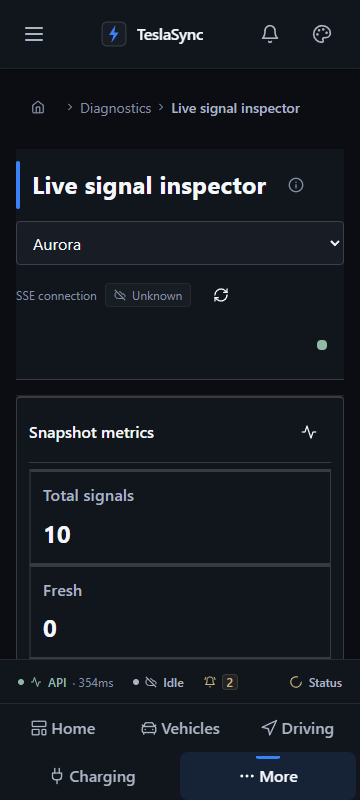 TeslaSync
Diagnostics > Live signal inspector
Live signal inspector
Aurora
SSE connection Unknown
Snapshot metrics
Total signals
10
Fresh
0
API · 354ms Idle 2 Status
Home Vehicles Driving
Charging More